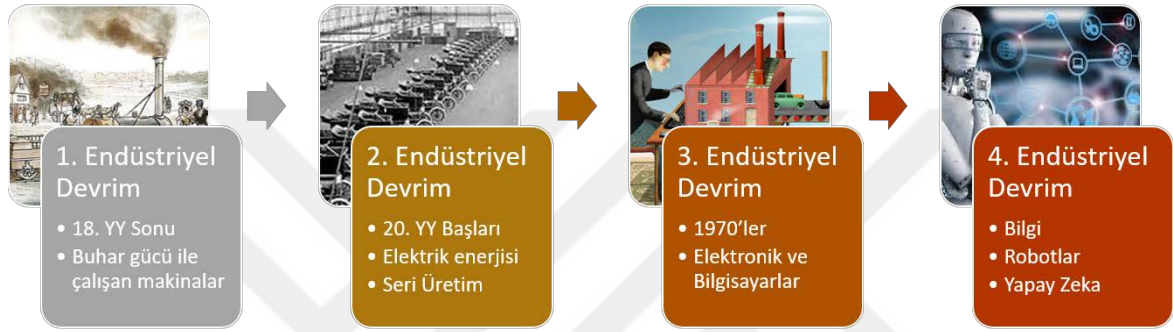 1. Endüstriyel
Devrim
• 18. YY Sonu
• Buhar gücü ile
çalışan makinalar
2. Endüstriyel
Devrim
• 20. YY Başları
• Elektrik enerjisi
• Seri Üretim
3. Endüstriyel
Devrim
• 1970’ler
• Elektronik ve
Bilgisayarlar
4. Endüstriyel
Devrim
• Bilgi
• Robotlar
• Yapay Zeka